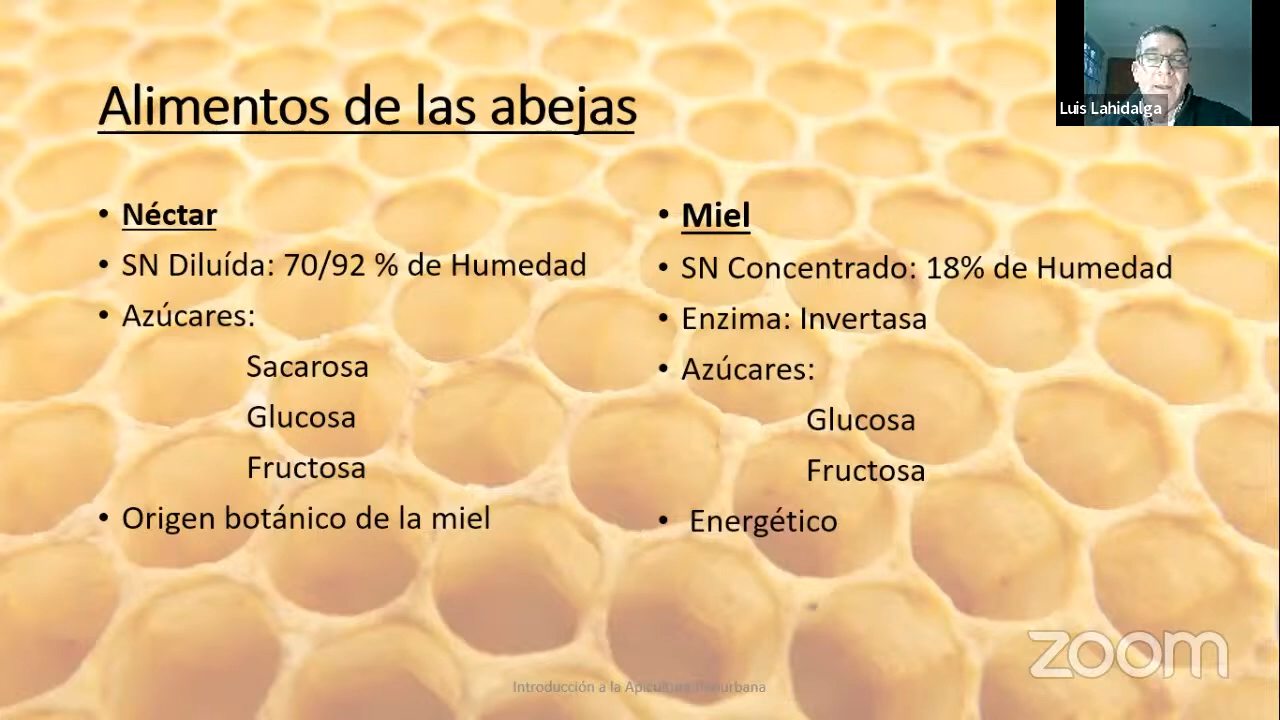 Alimentos de las abejas
Luis Lahidalga
• Néctar
• SN Diluída: 70/92 % de Humedad
• Azúcares:
Sacarosa
Glucosa
Fructosa
• Origen botánico de la miel
• Miel
• SN Concentrado: 18% de Humedad
• Enzima: Invertasa
• Azúcares:
Glucosa
Fructosa
• Energético
zoom
Introducción a la Apicultura